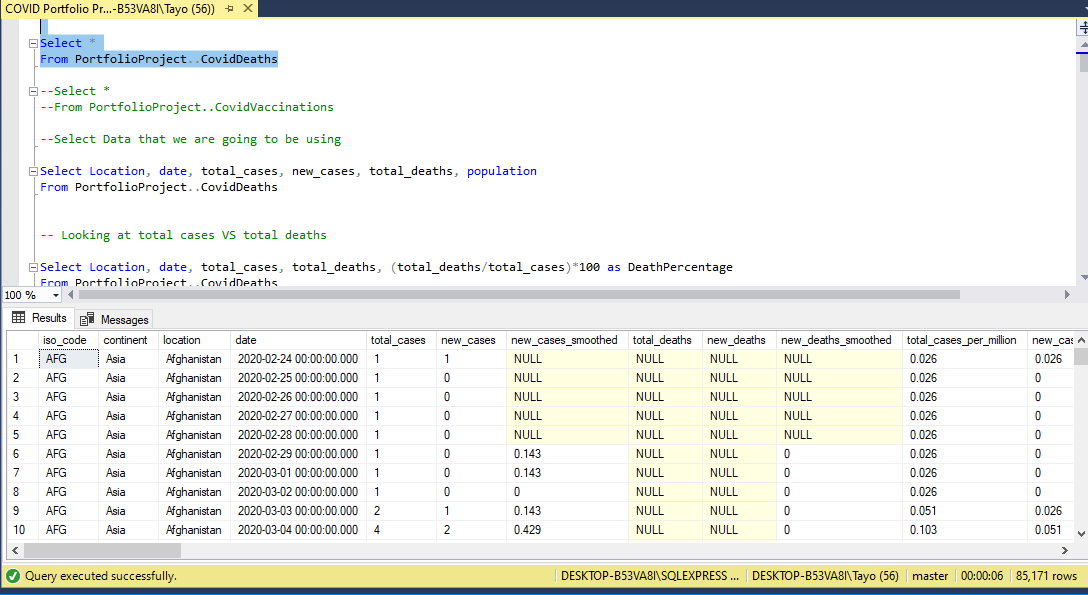 COVID Portfolio Pr...-B53VA8I\Tayo (56))
Select *
From PortfolioProject..CovidDeaths
--Select *
--From PortfolioProject..CovidVaccinations
--Select Data that we are going to be using
Select Location, date, total_cases, new_cases, total_deaths, population
From PortfolioProject..CovidDeaths
-- Looking at total cases VS total deaths
Select Location, date, total_cases, total_deaths, (total_deaths/total_cases)*100 as DeathPercentage
From PortfolioProject..CovidDeaths
100 %
Results Messages
iso_code continent location date total_cases new_cases new_cases_smoothed total_deaths new_deaths new_deaths_smoothed total_cases_per_million new_cas
1 AFG Asia Afghanistan 2020-02-24 00:00:00.000 1 1 NULL NULL NULL NULL 0.026 0.026
2 AFG Asia Afghanistan 2020-02-25 00:00:00.000 1 0 NULL NULL NULL NULL 0.026 0
3 AFG Asia Afghanistan 2020-02-26 00:00:00.000 1 0 NULL NULL NULL NULL 0.026 0
4 AFG Asia Afghanistan 2020-02-27 00:00:00.000 1 0 NULL NULL NULL NULL 0.026 0
5 AFG Asia Afghanistan 2020-02-28 00:00:00.000 1 0 NULL NULL NULL NULL 0.026 0
6 AFG Asia Afghanistan 2020-02-29 00:00:00.000 1 0 0.143 NULL NULL 0 0.026 0
7 AFG Asia Afghanistan 2020-03-01 00:00:00.000 1 0 0.143 NULL NULL 0 0.026 0
8 AFG Asia Afghanistan 2020-03-02 00:00:00.000 1 0 0 NULL NULL 0 0.026 0
9 AFG Asia Afghanistan 2020-03-03 00:00:00.000 2 1 0.143 NULL NULL 0 0.051 0.026
10 AFG Asia Afghanistan 2020-03-04 00:00:00.000 4 2 0.429 NULL NULL 0 0.103 0.051
Query executed successfully. DESKTOP-B53VA8I\SQLEXPRESS ... DESKTOP-B53VA8I\Tayo (56) master 00:00:06 85,171 rows